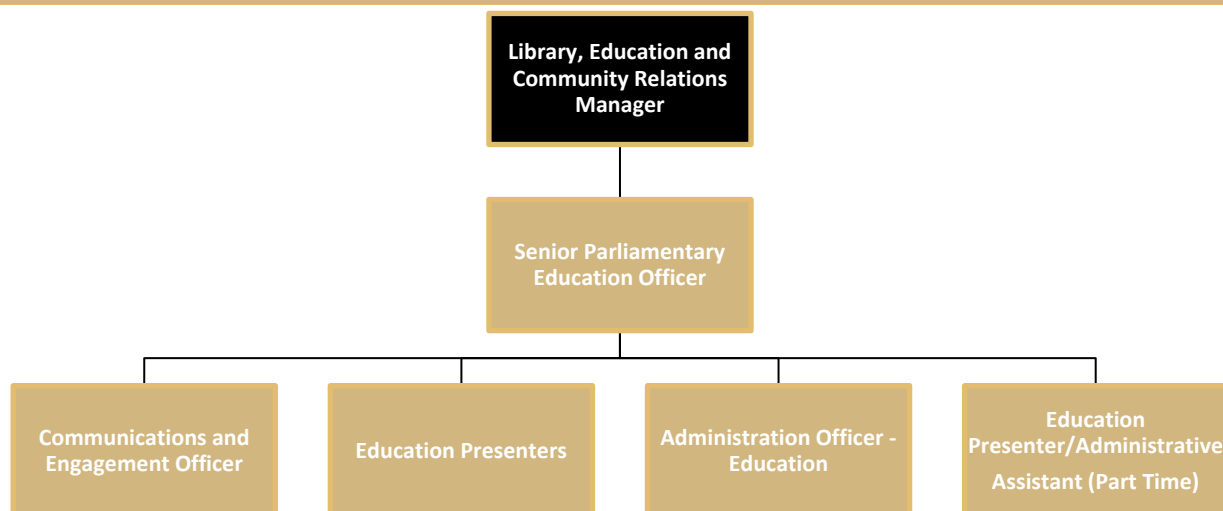 Library, Education and
Community Relations
Manager
Senior Parliamentary
Education Officer
Communications and
Engagement Officer
Education Presenters
Administration Officer -
Education
Education
Presenter/Administrative
Assistant (Part Time)